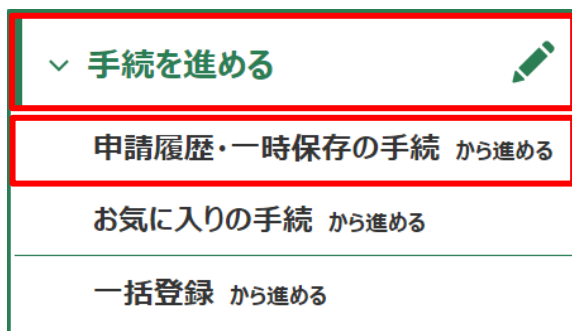 手続を進める
申請履歴・一時保存の手続 から進める
お気に入りの手続 から進める
一括登録 から進める